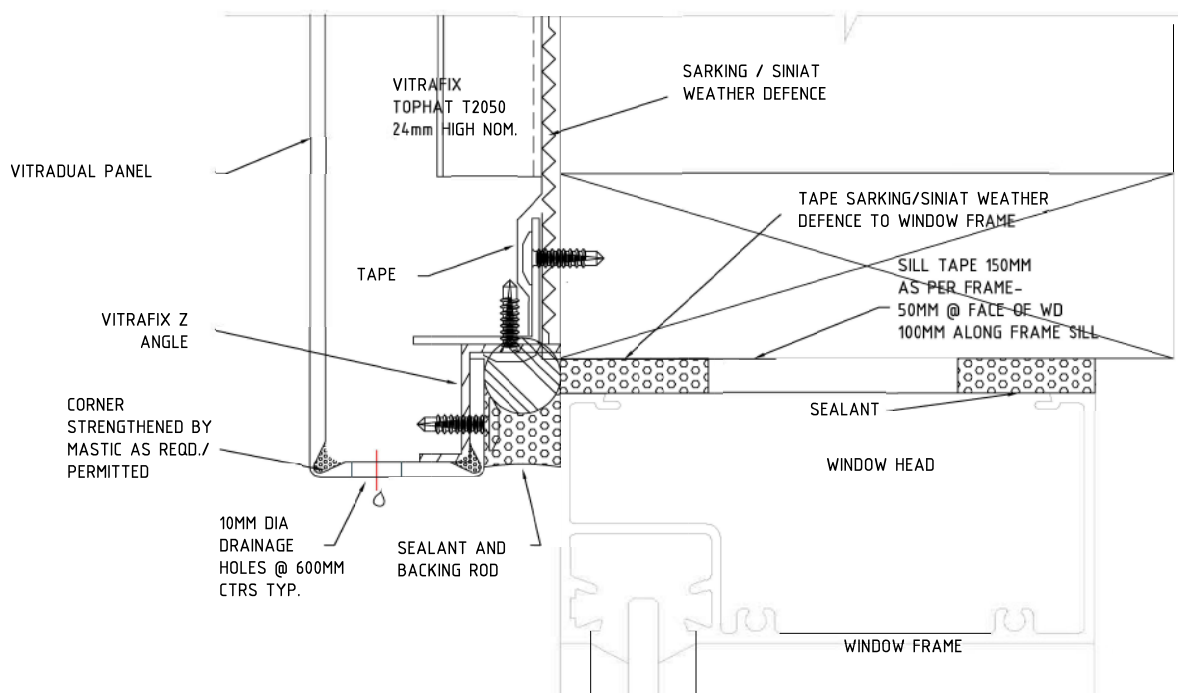 SARKING / SINIAT
WEATHER DEFENCE
VITRAFIX
TOPHAT T2050
24mm HIGH NOM.
VITRADUAL PANEL
TAPE SARKING/SINIAT WEATHER
DEFENCE TO WINDOW FRAME
TAPE
SILL TAPE 150MM
AS PER FRAME-
50MM @ FACE OF WD
100MM ALONG FRAME SILL
VITRAFIX Z
ANGLE
CORNER
STRENGTHENED BY
MASTIC AS REQD./
PERMITTED
SEALANT
WINDOW HEAD
10MM DIA
DRAINAGE
HOLES @ 600MM
CTRS TYP.
SEALANT AND
BACKING ROD
WINDOW FRAME